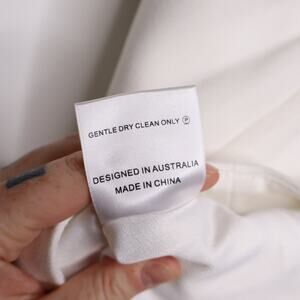 GENTLE DRY CLEAN ONLY Ⓟ
DESIGNED IN AUSTRALIA
MADE IN CHINA